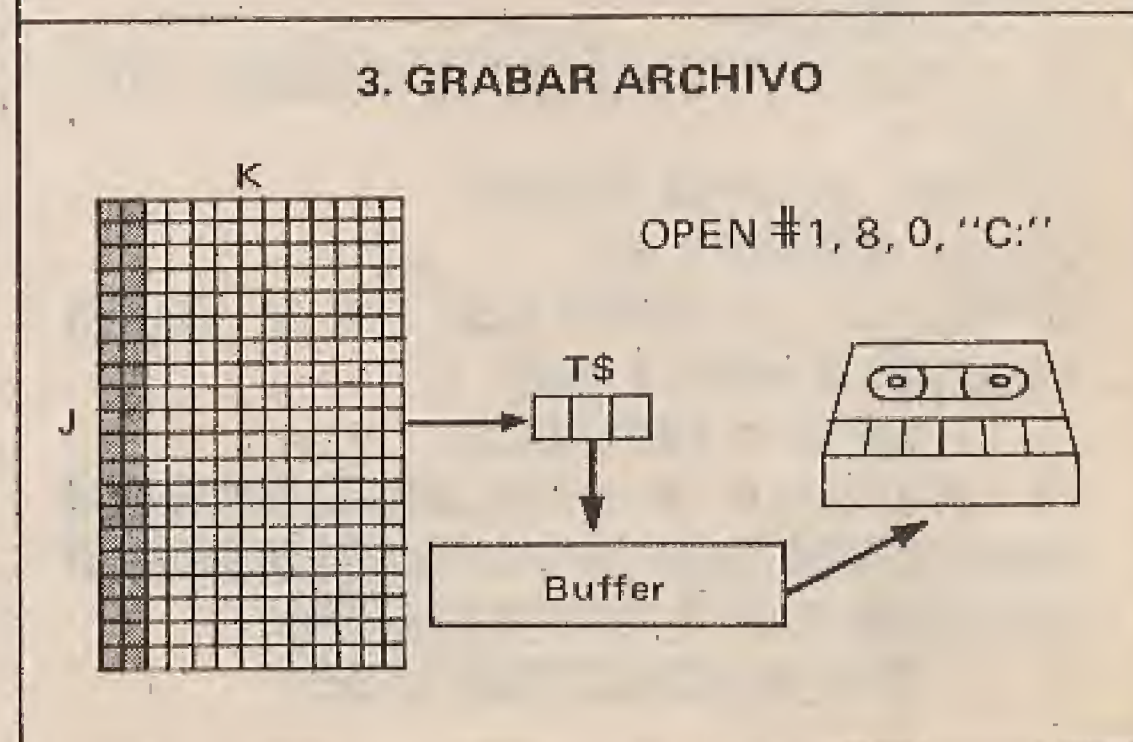 3. GRABAR ARCHIVO
K
OPEN #1, 8, 0, "C:"
T$
J
Buffer